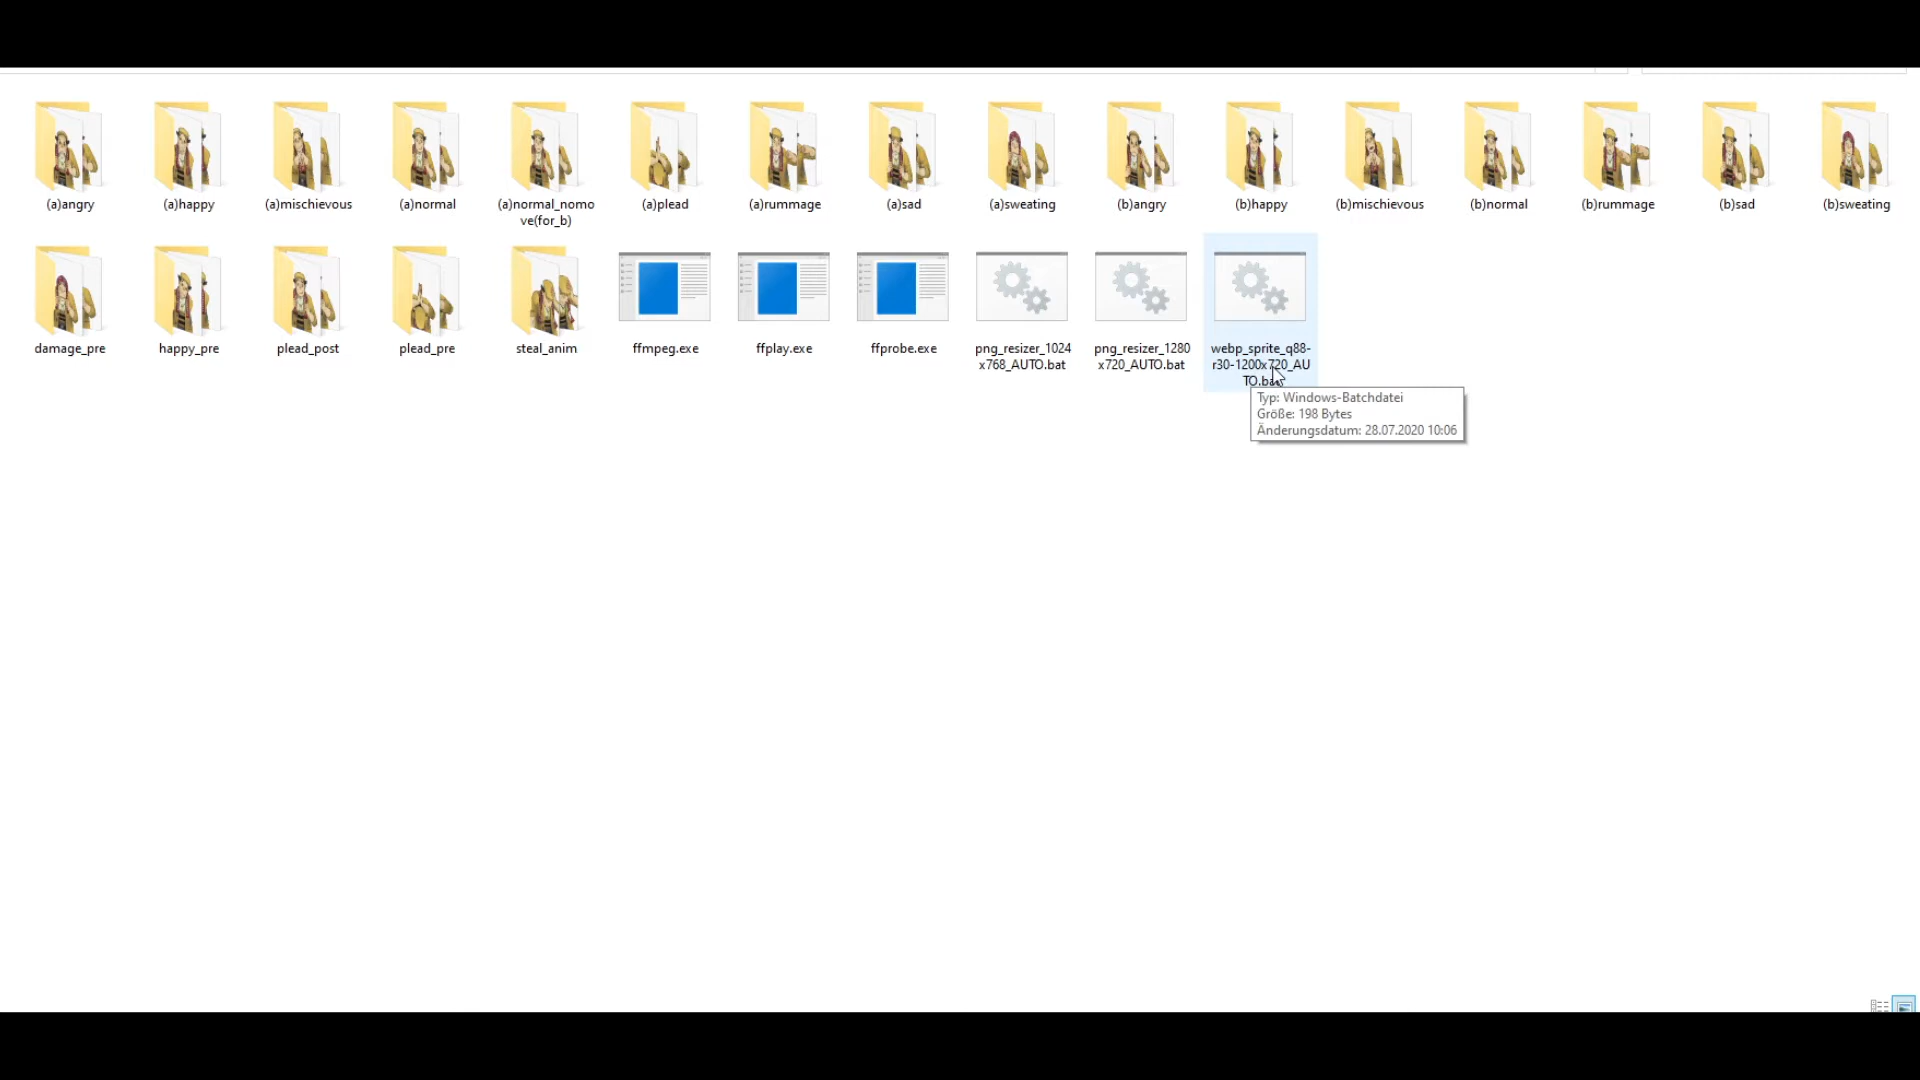 (a)angry
(a)happy
(a)mischievous
(a)normal
(a)normal_nomo
ve(for_b)
(a)plead
(a)rummage
(a)sad
(a)sweating
(b)angry
(b)happy
(b)mischievous
(b)normal
(b)rummage
(b)sad
(b)sweating
damage_pre
happy_pre
plead_post
plead_pre
steal_anim
ffmpeg.exe
ffplay.exe
ffprobe.exe
png_resizer_1024
x768_AUTO.bat
png_resizer_1280
x720_AUTO.bat
webp_sprite_q88-
r30-1200x720_AU
TO.bat
Typ: Windows-Batchdatei
Größe: 198 Bytes
Änderungsdatum: 28.07.2020 10:06